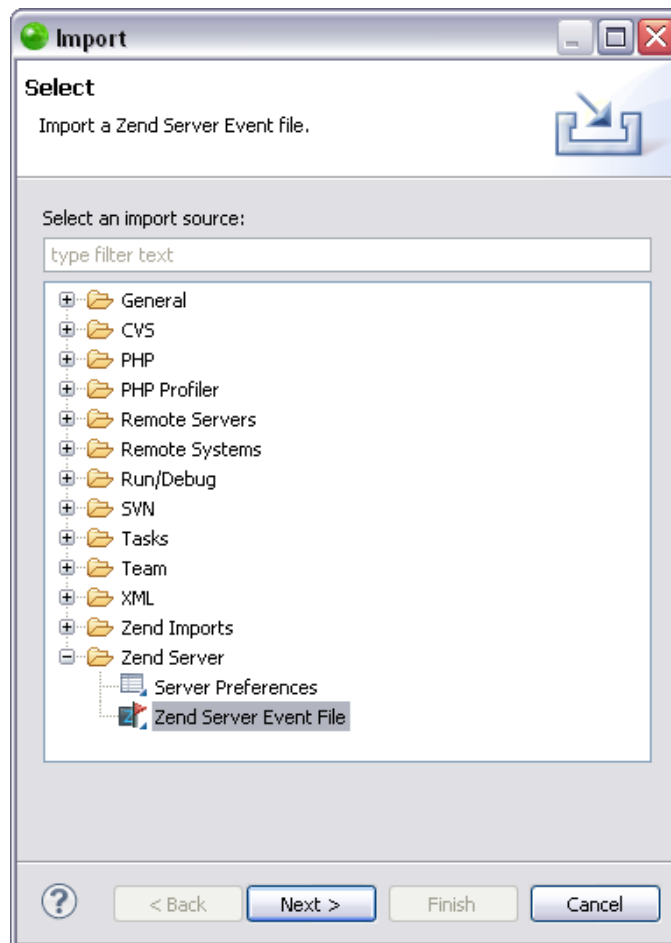 Import
Select
Import a Zend Server Event file.
Select an import source:
type filter text
General
CVS
PHP
PHP Profiler
Remote Servers
Remote Systems
Run/Debug
SVN
Tasks
Team
XML
Zend Imports
Zend Server
Server Preferences
Zend Server Event File
< Back Next > Finish Cancel